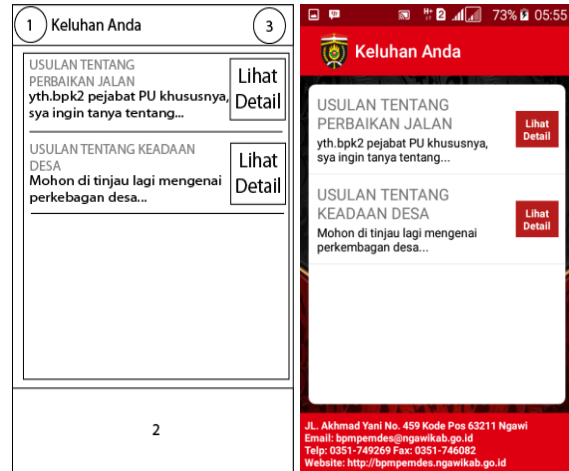 1 Keluhan Anda 3
USULAN TENTANG
PERBAIKAN JALAN
yth.bpk2 pejabat PU khususnya,
sya ingin tanya tentang...
Lihat
Detail
USULAN TENTANG KEADAAN
DESA
Mohon di tinjau lagi mengenai
perkebagan desa...
Lihat
Detail
2
73% 05:55
Keluhan Anda
USULAN TENTANG
PERBAIKAN JALAN
yth.bpk2 pejabat PU khususnya,
sya ingin tanya tentang...
Lihat
Detail
USULAN TENTANG
KEADAAN DESA
Mohon di tinjau lagi mengenai
perkembagan desa...
Lihat
Detail
JL. Akhmad Yani No. 459 Kode Pos 63211 Ngawi
Email: bpmpemdes@ngawikab.go.id
Telp: 0351-749269 Fax: 0351-746082
Website: http://bpmpemdes.ngawikab.go.id